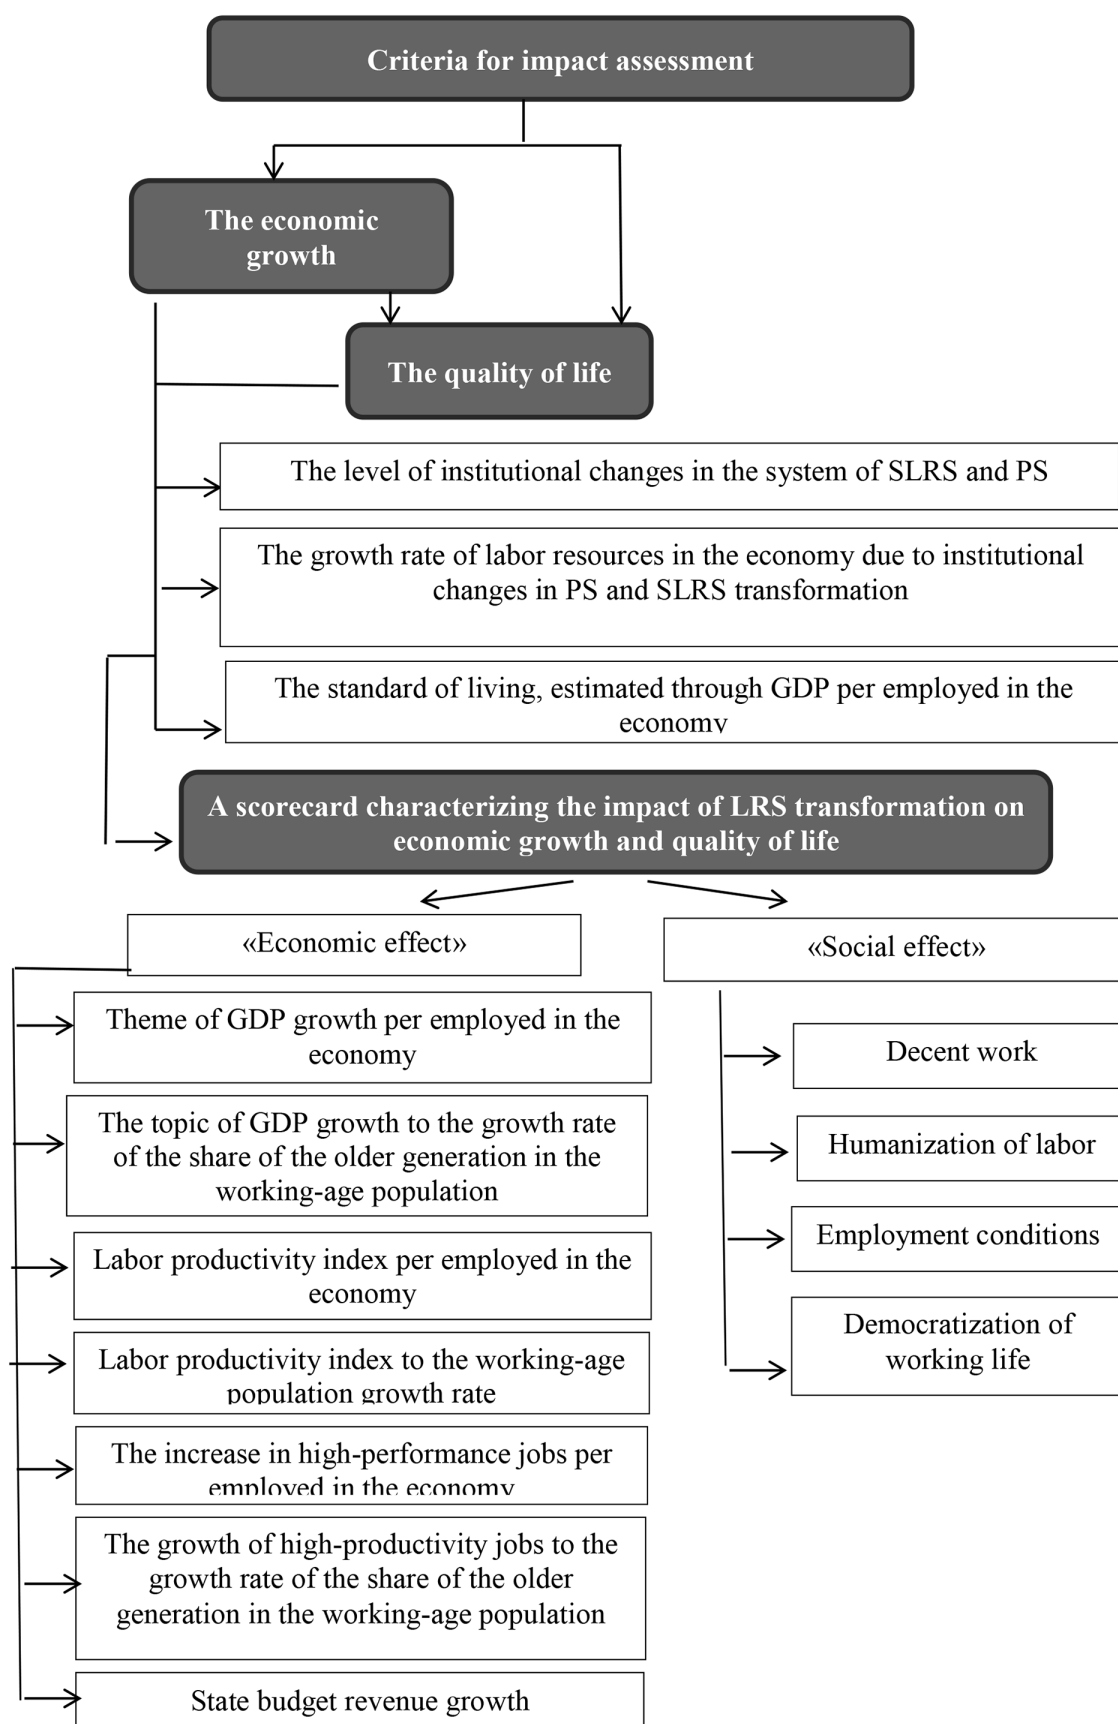 Criteria for impact assessment
The economic
growth
The quality of life
The level of institutional changes in the system of SLRS and PS
The growth rate of labor resources in the economy due to institutional
changes in PS and SLRS transformation
The standard of living, estimated through GDP per employed in the
economy
A scorecard characterizing the impact of LRS transformation on
economic growth and quality of life
«Economic effect»
Theme of GDP growth per employed in the
economy
The topic of GDP growth to the growth rate
of the share of the older generation in the
working-age population
Labor productivity index per employed in the
economy
Labor productivity index to the working-age
population growth rate
The increase in high-performance jobs per
employed in the economy
The growth of high-productivity jobs to the
growth rate of the share of the older
generation in the working-age population
State budget revenue growth
«Social effect»
Decent work
Humanization of labor
Employment conditions
Democratization of
working life